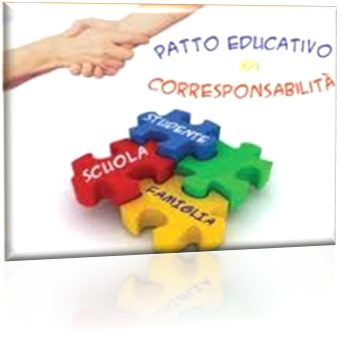 PATTO EDUCATIVO
DI
CORRESPONSABILITÀ
STUDENTE
SCUOLA
FAMIGLIA